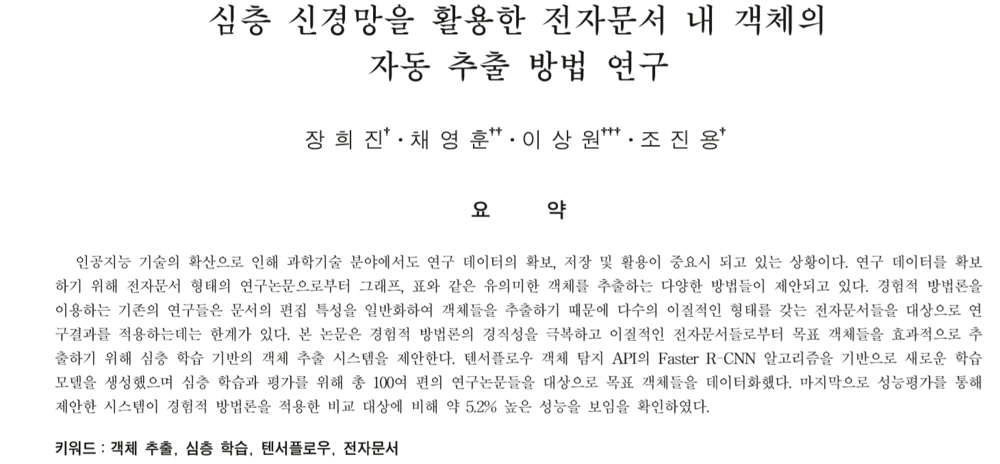 심층 신경망을 활용한 전자문서 내 객체의
자동 추출 방법 연구
장 희 진† · 채 영 훈†† · 이 상 원††† · 조 진 용†
요 약
인공지능 기술의 확산으로 인해 과학기술 분야에서도 연구 데이터의 확보, 저장 및 활용이 중요시 되고 있는 상황이다. 연구 데이터를 확보
하기 위해 전자문서 형태의 연구논문으로부터 그래프, 표와 같은 유의미한 객체를 추출하는 다양한 방법들이 제안되고 있다. 경험적 방법론을
이용하는 기존의 연구들은 문서의 편집 특성을 일반화하여 객체들을 추출하기 때문에 다수의 이질적인 형태를 갖는 전자문서들을 대상으로 연
구결과를 적용하는데는 한계가 있다. 본 논문은 경험적 방법론의 경직성을 극복하고 이질적인 전자문서들로부터 목표 객체들을 효과적으로 추
출하기 위해 심층 학습 기반의 객체 추출 시스템을 제안한다. 텐서플로우 객체 탐지 API의 Faster R-CNN 알고리즘을 기반으로 새로운 학습
모델을 생성했으며 심층 학습과 평가를 위해 총 100여 편의 연구논문들을 대상으로 목표 객체들을 데이터화했다. 마지막으로 성능평가를 통해
제안한 시스템이 경험적 방법론을 적용한 비교 대상에 비해 약 5.2% 높은 성능을 보임을 확인하였다.
키워드 : 객체 추출, 심층 학습, 텐서플로우, 전자문서